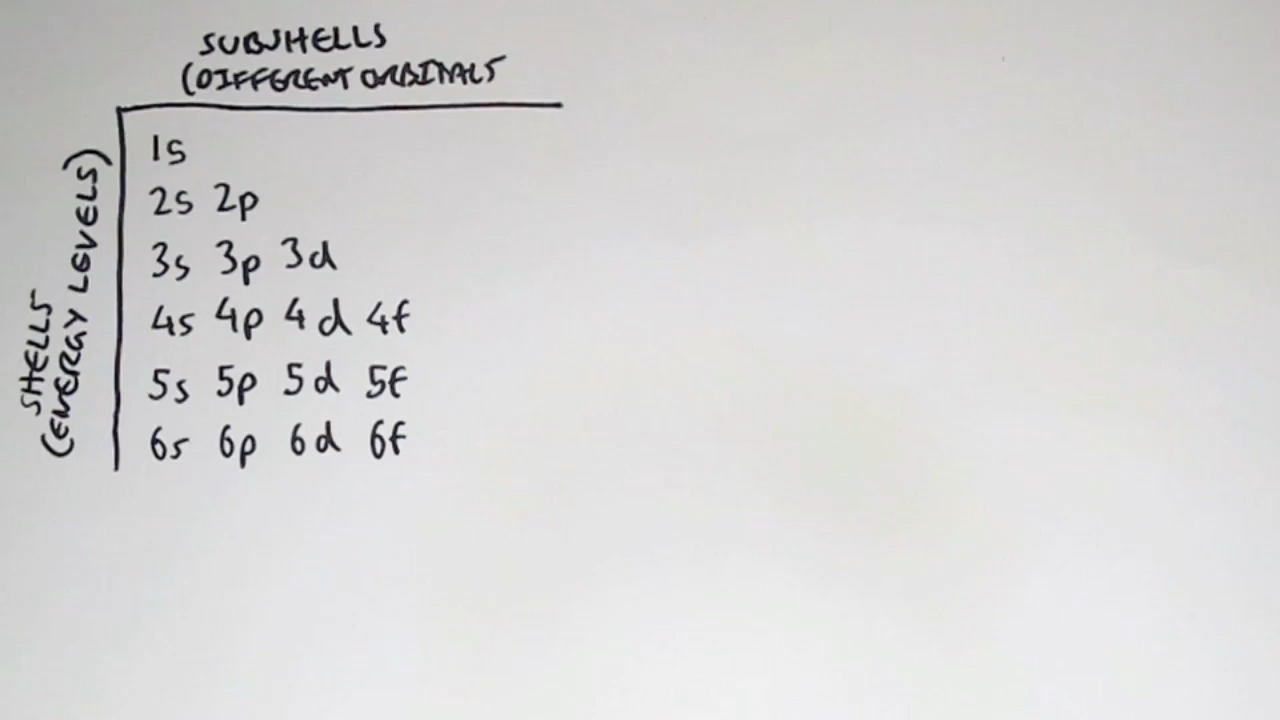 SUBSHELLS
(DIFFERENT ORBITALS
SHELLS
(ENERGY LEVELS)
1s
2s 2p
3s 3p 3d
4s 4p 4d 4f
5s 5p 5d 5f
6s 6p 6d 6f